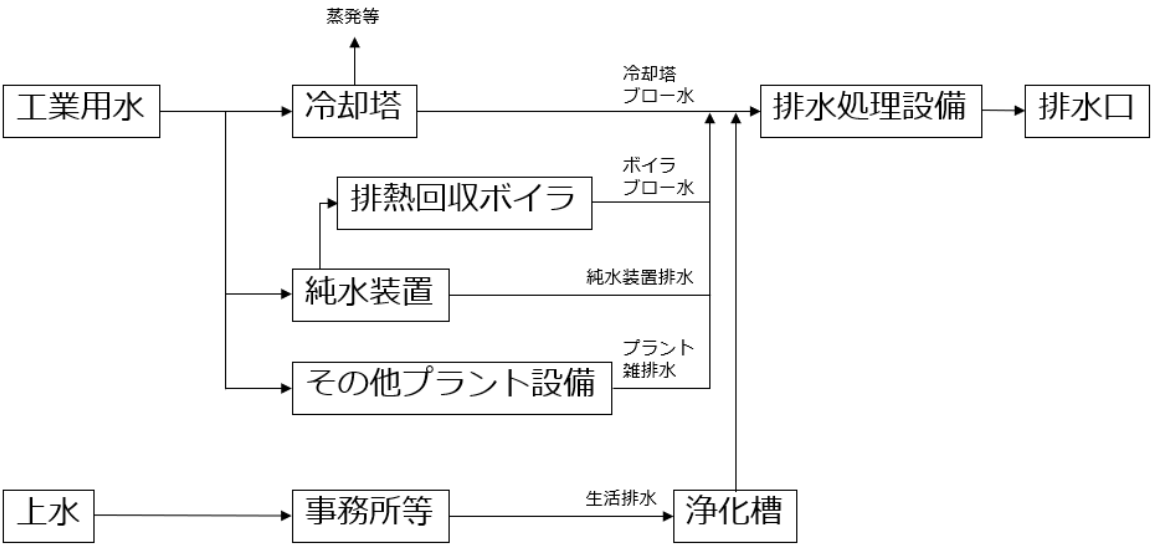 蒸発等
工業用水
冷却塔
冷却塔
ブロー水
排水処理設備
排水口
排熱回収ボイラ
ボイラ
ブロー水
純水装置
純水装置排水
その他プラント設備
プラント
雑排水
上水
事務所等
生活排水
浄化槽